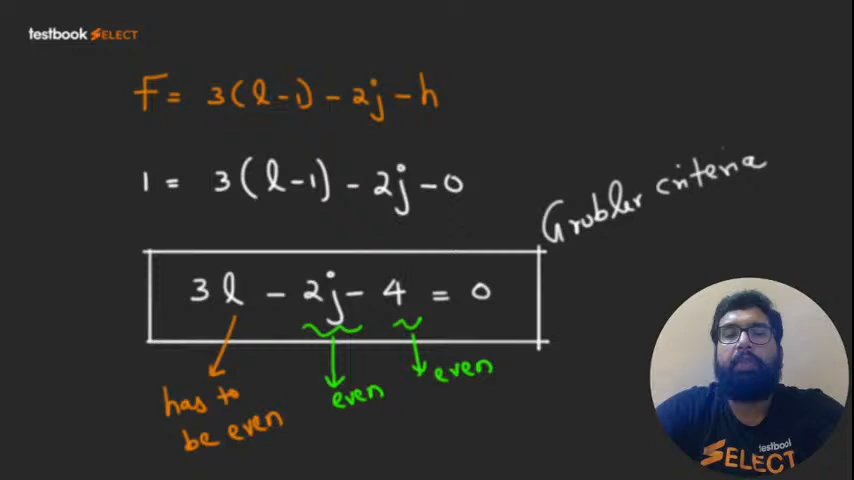 testbook SELECT
F = 3(l-1) - 2j - h
1 = 3(l-1) - 2j - 0
Grubler criteria
3l - 2j - 4 = 0
has to
be even
even
even
testbook
SELECT